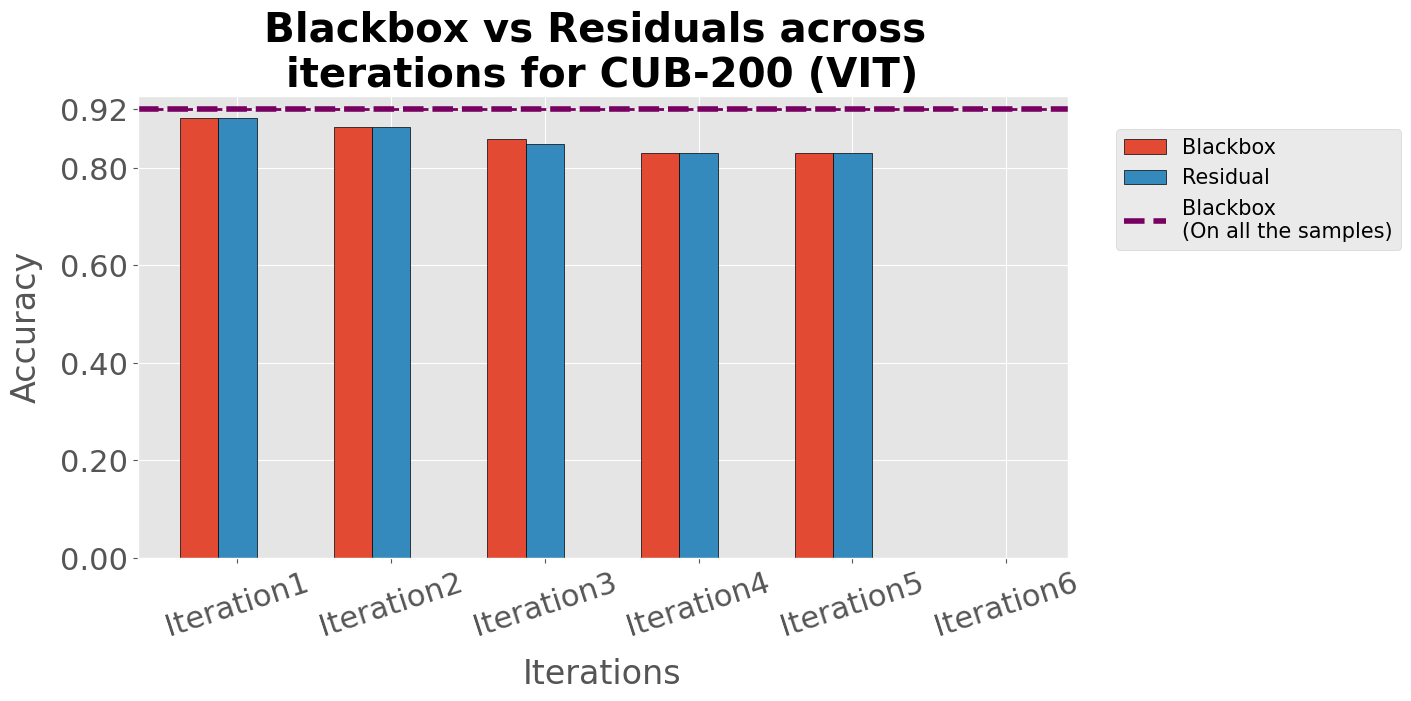 Blackbox vs Residuals across
iterations for CUB-200 (VIT)
Accuracy
0.92
0.80
0.60
0.40
0.20
0.00
Iteration1
Iteration2
Iteration3
Iteration4
Iteration5
Iteration6
Iterations
Blackbox
Residual
Blackbox
(On all the samples)